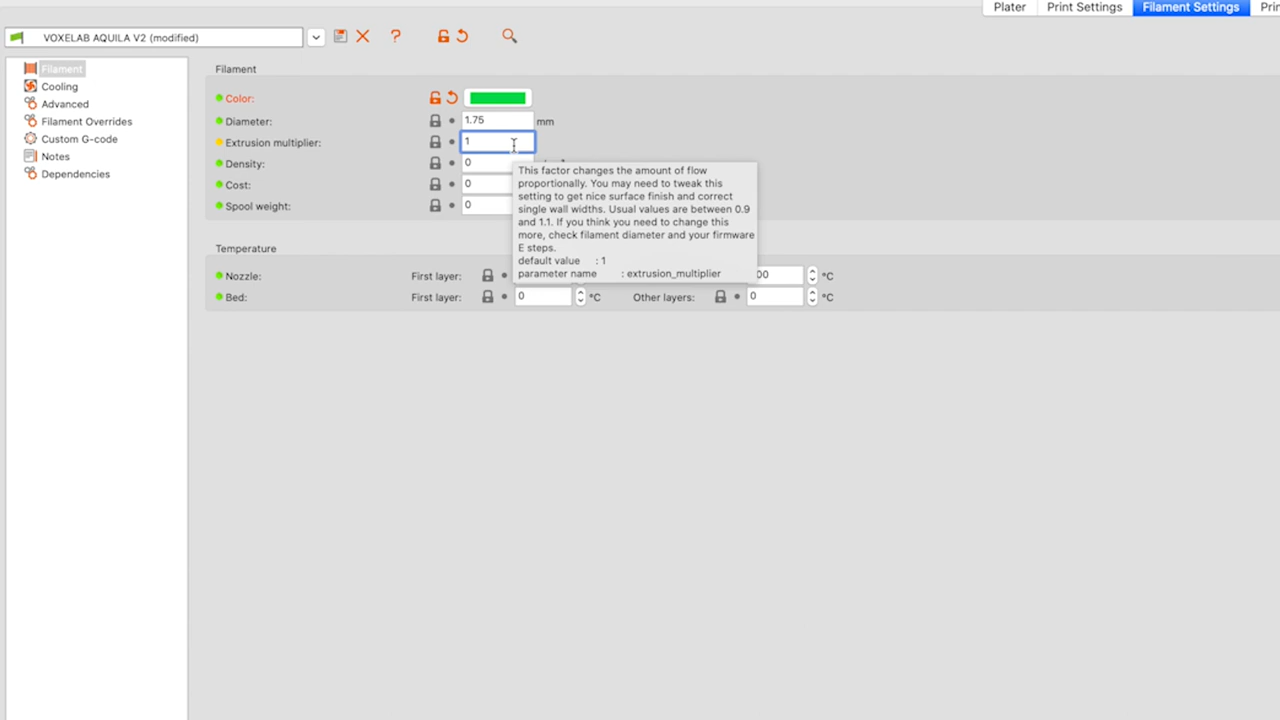 Plater Print Settings Filament Settings
VOXELAB AQUILA V2 (modified)
?
Filament
Cooling
Advanced
Filament Overrides
Custom G-code
Notes
Dependencies
Filament
Color:
Diameter: 1.75 mm
Extrusion multiplier: 1
Density: 0
Cost: 0
Spool weight: 0
This factor changes the amount of flow
proportionally. You may need to tweak this
setting to get nice surface finish and correct
single wall widths. Usual values are between 0.9
and 1.1. If you think you need to change this
more, check filament diameter and your firmware
E steps.
default value : 1
parameter name : extrusion_multiplier
Temperature
Nozzle: First layer: 00 °C
Bed: First layer: 0 °C Other layers: 0 °C